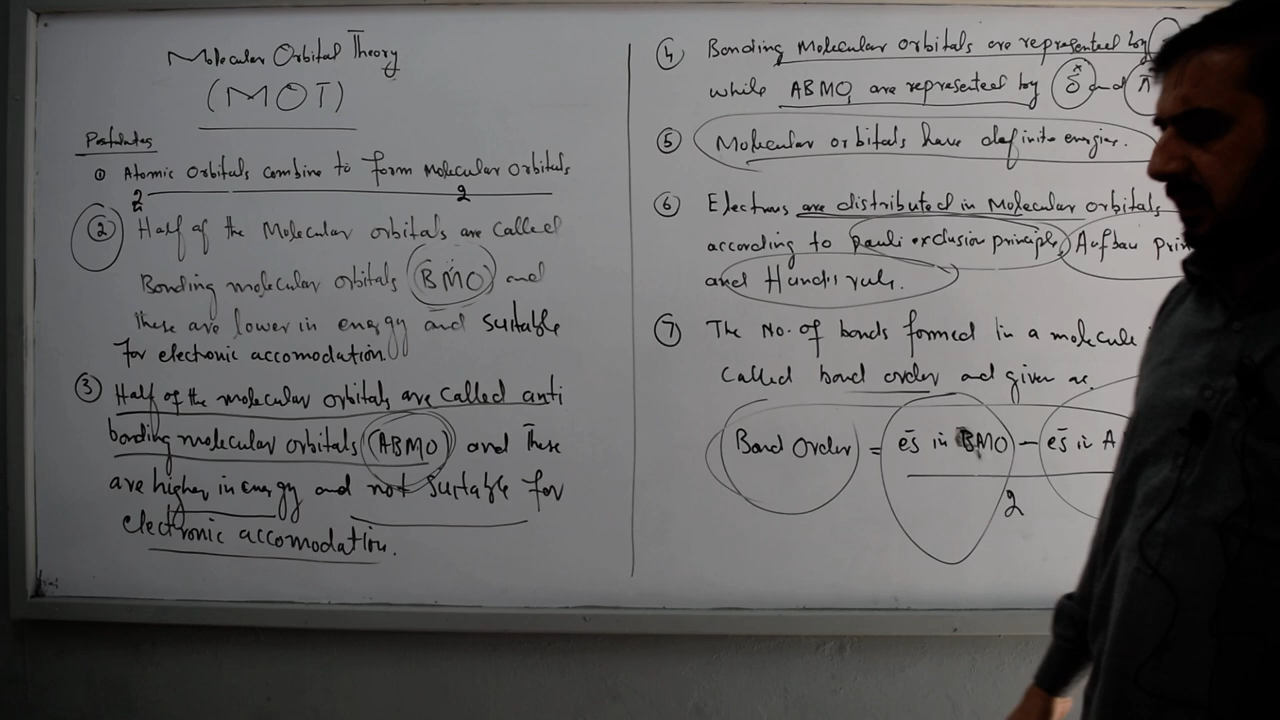 Molecular Orbital Theory
(MOT)
Postulates
① Atomic Orbitals combine to form Molecular Orbitals
2 2
② Half of the Molecular orbitals are called
Bonding molecular orbitals (BMO) and
these are lower in energy and suitable
for electronic accomodation.
③ Half of the molecular orbitals are called anti
bonding molecular orbitals (ABMO) and these
are higher in energy and not suitable for
electronic accomodation.
④ Bonding Molecular orbitals are represented by
while ABMO, are represented by σ* and π
⑤ Molecular orbitals have definite energies.
⑥ Electrons are distributed in Molecular orbitals
according to pauli exclusion principle, Aufbau prin
and Hund's rule.
⑦ The No. of bonds formed in a molecule i
called bond order and given as.
Bond Order = es̄ in BMO – es̄ in A
2